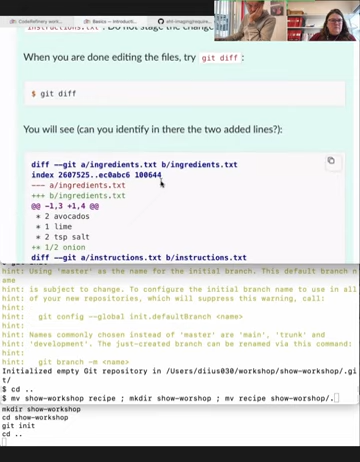 CodeRefinery work...
Basics — introducti...
instructions.txt. Do not stage the change
When you are done editing the files, try git diff:
$ git diff
You will see (can you identify in there the two added lines?):
diff --git a/ingredients.txt b/ingredients.txt
index 2607525..ec0abc6 100644
--- a/ingredients.txt
+++ b/ingredients.txt
@@ -1,3 +1,4 @@
* 2 avocados
* 1 lime
* 2 tsp salt
+* 1/2 onion
diff --git a/instructions.txt b/instructions.txt
hint: Using 'master' as the name for the initial branch. This default branch n
ame
hint: is subject to change. To configure the initial branch name to use in all
hint: of your new repositories, which will suppress this warning, call:
hint:
hint: git config --global init.defaultBranch <name>
hint:
hint: Names commonly chosen instead of 'master' are 'main', 'trunk' and
hint: 'development'. The just-created branch can be renamed via this command:
hint:
hint: git branch -m <name>
Initialized empty Git repository in /Users/diius030/workshop/show-workshop/.gi
t/
$ cd ..
$ mv show-workshop recipe ; mkdir show-worshop ; mv recipe show-worshop/.
mkdir show-workshop
cd show-workshop
git init
cd ..